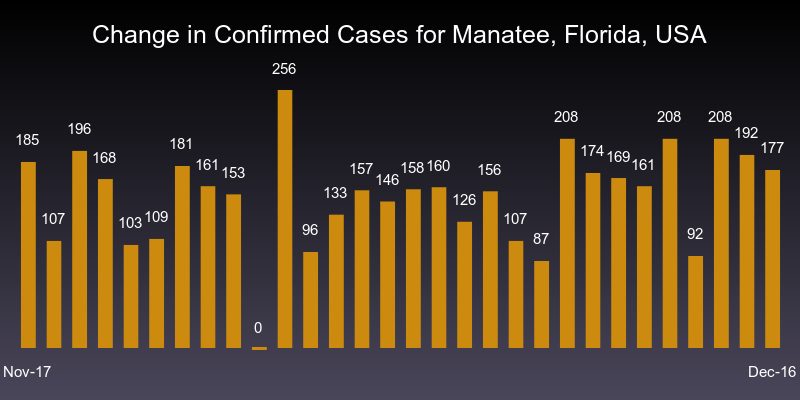 Change in Confirmed Cases for Manatee, Florida, USA
256
208 208 208
196 192
185 181 177
168 174 169
161 153 157 146 158 160 156 161
133 126
107 103 109 96 107 87 92
0
Nov-17 Dec-16